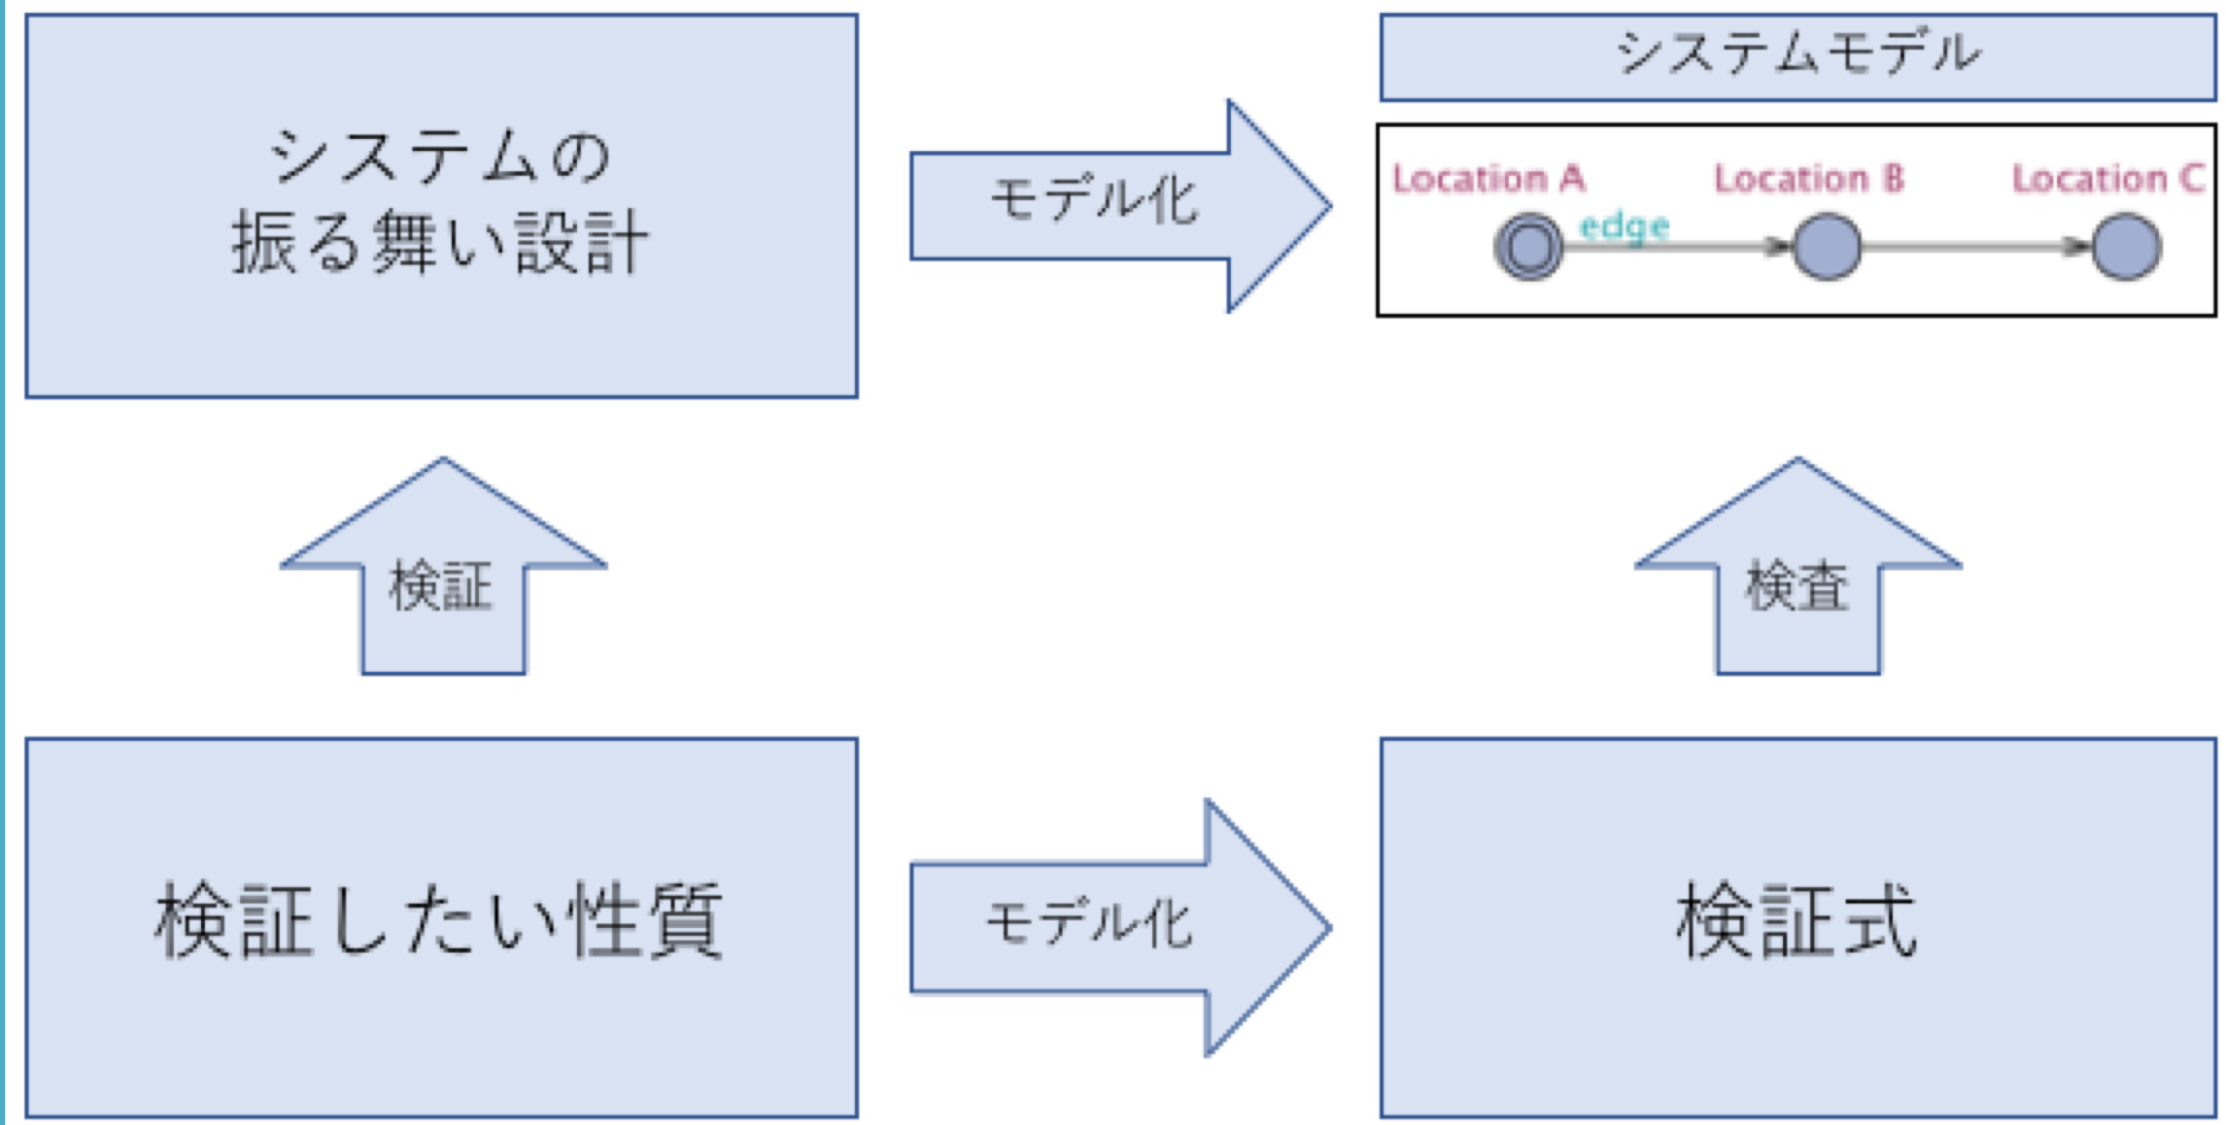 システムの
振る舞い設計
モデル化
システムモデル
Location A
Location B
Location C
edge
検証
検査
検証したい性質
モデル化
検証式